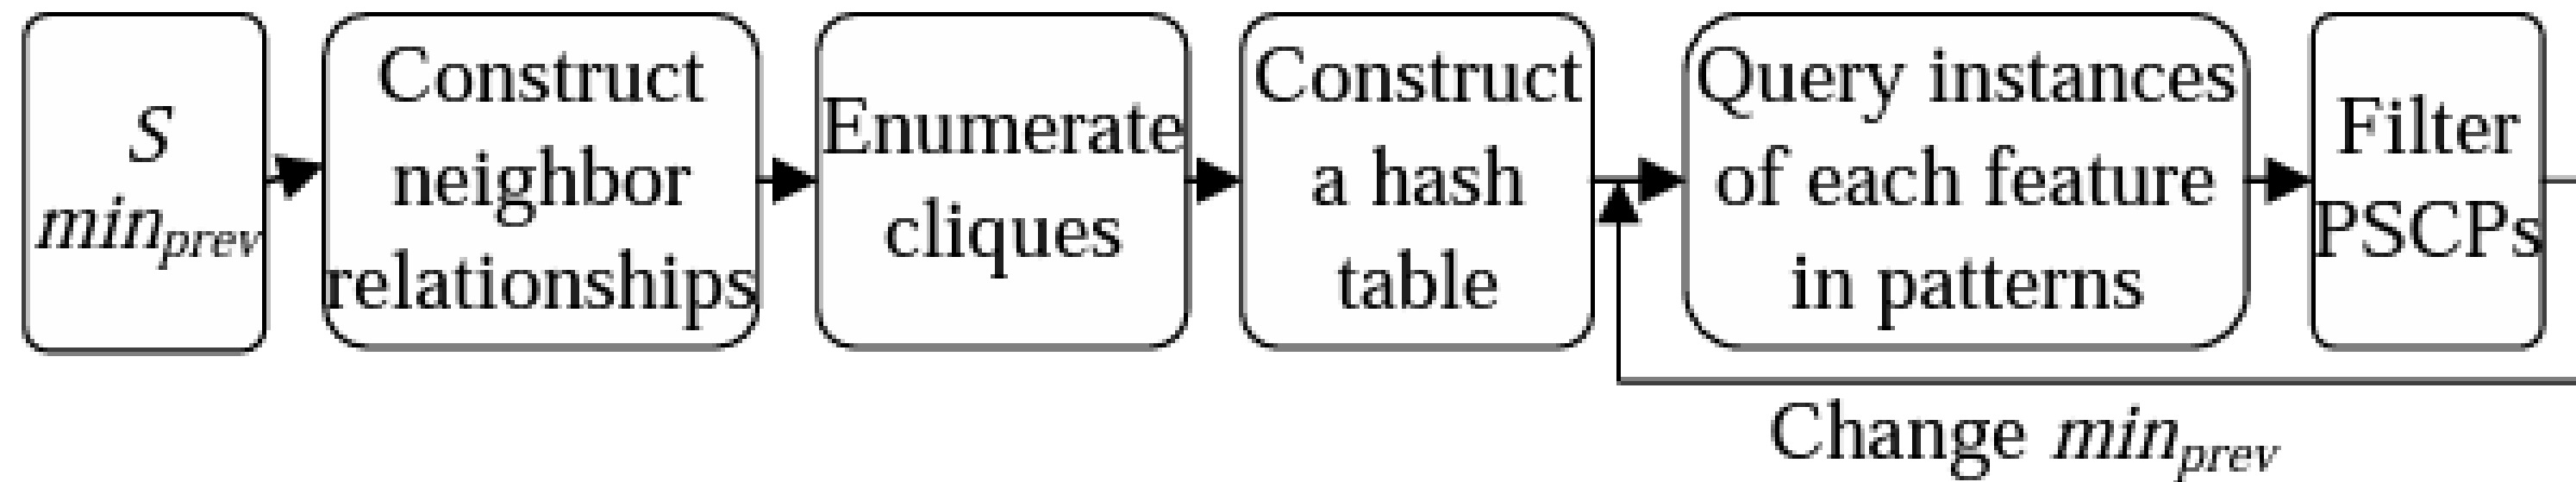 S
min_prev
Construct
neighbor
relationships
Enumerate
cliques
Construct
a hash
table
Query instances
of each feature
in patterns
Filter
PSCPs
Change min_prev